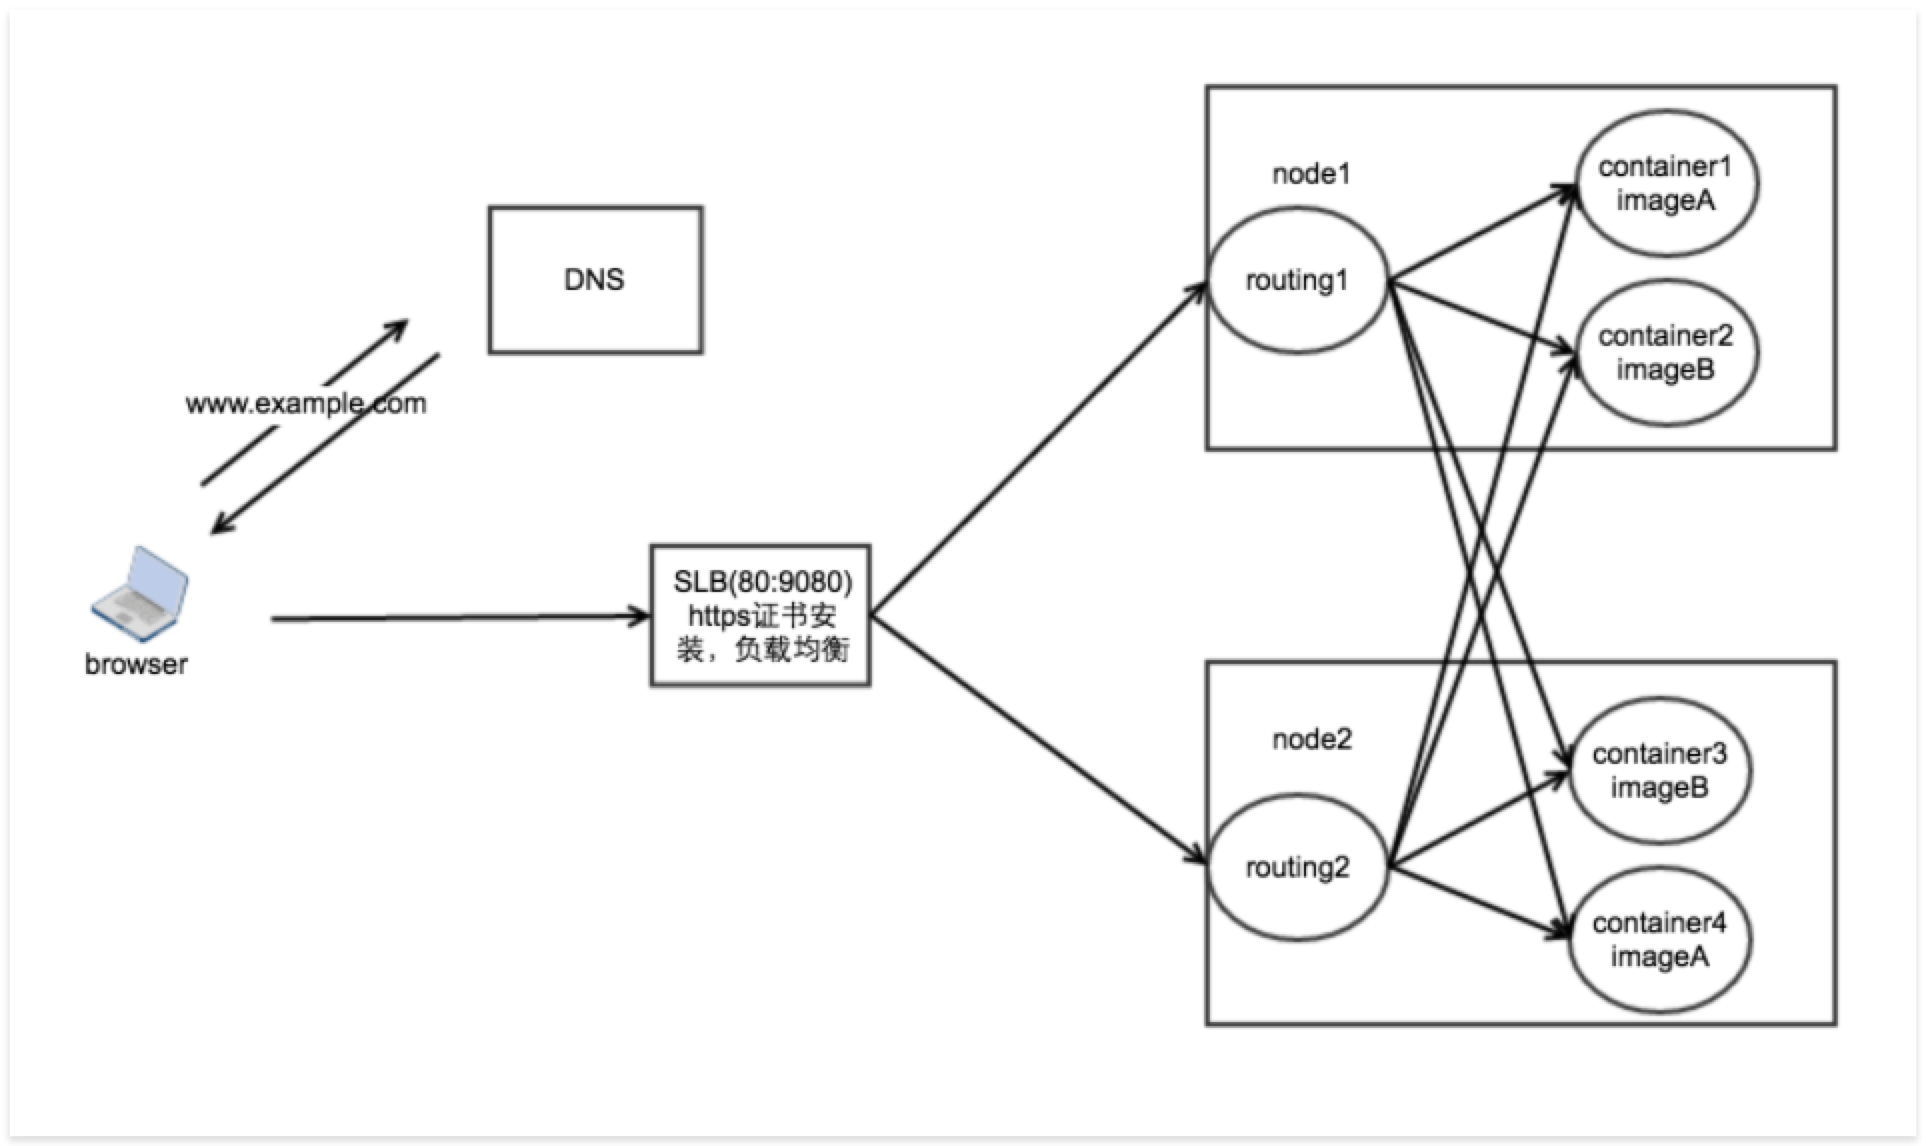 DNS
www.example.com
browser
SLB(80:9080)
https证书安
装，负载均衡
node1
routing1
container1
imageA
container2
imageB
node2
routing2
container3
imageB
container4
imageA